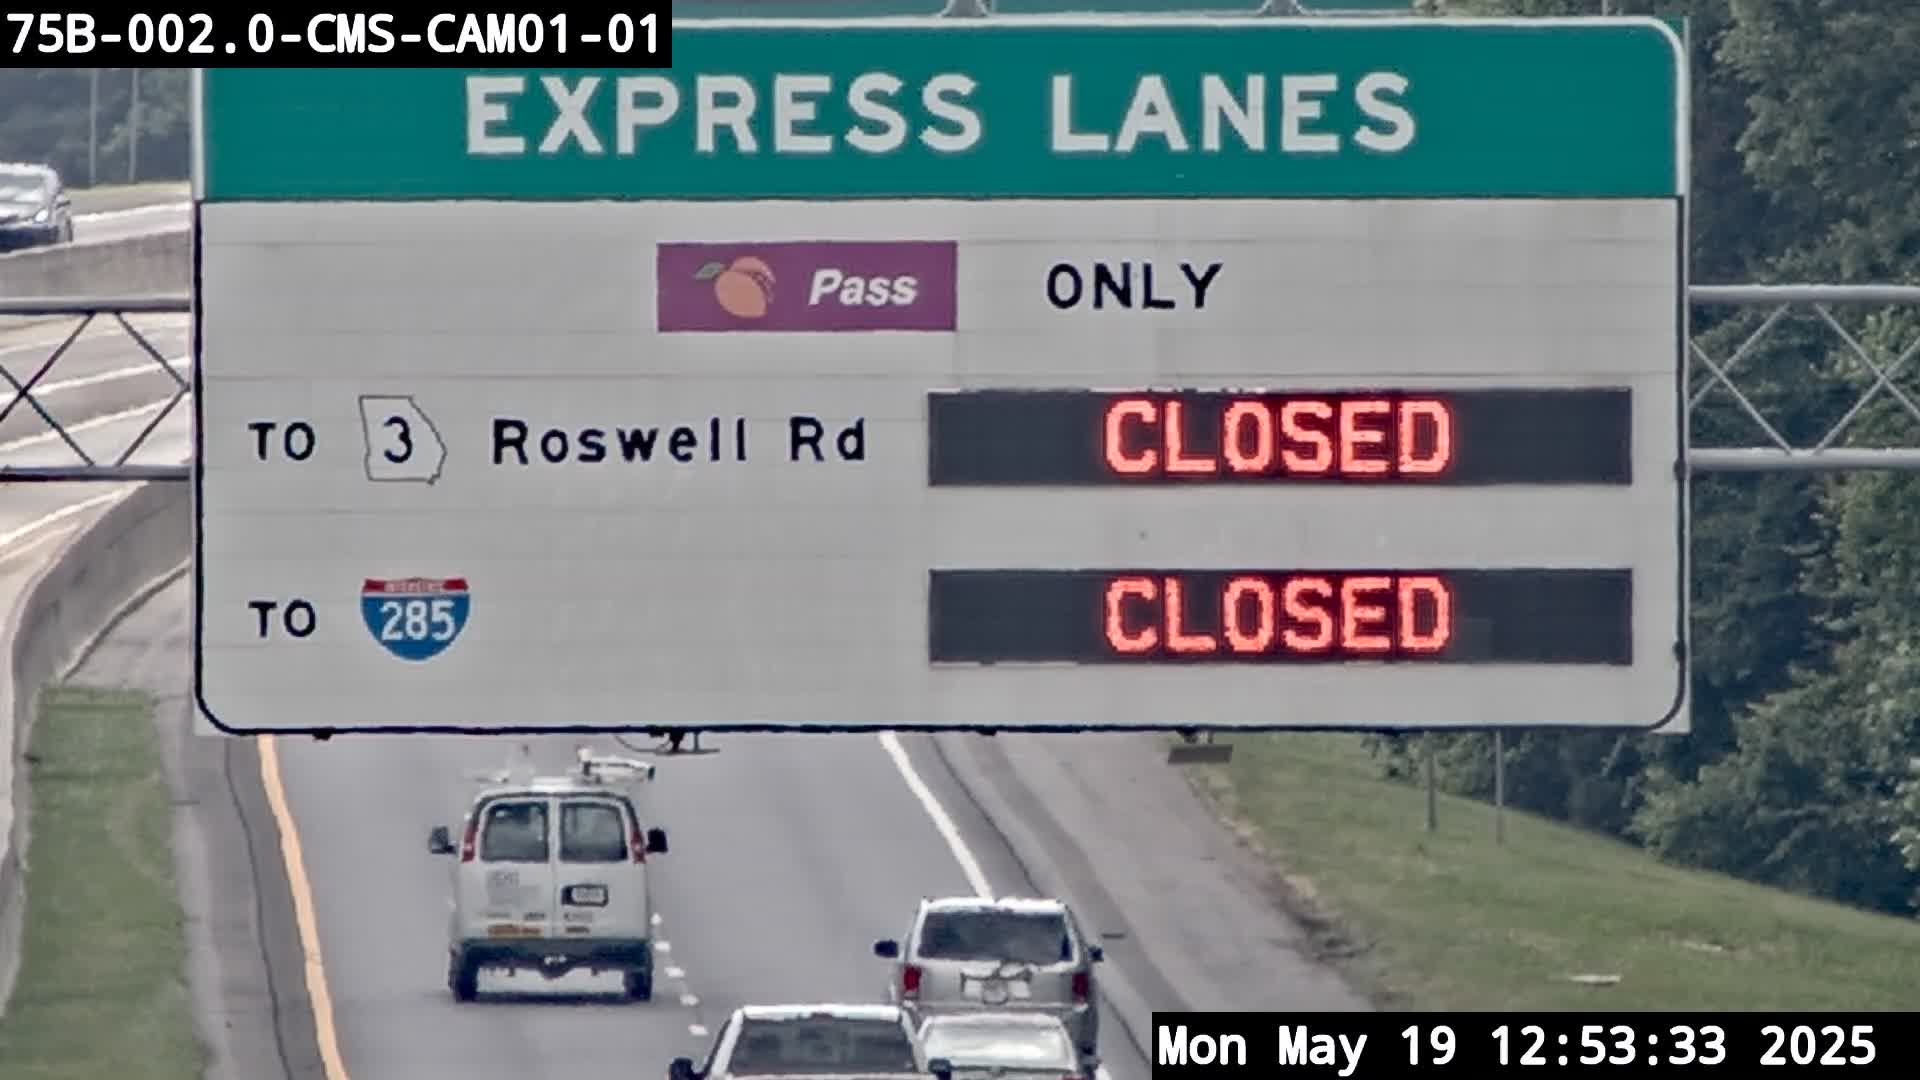 75B-002.0-CMS-CAM01-01
EXPRESS LANES
Pass ONLY
TO 3 Roswell Rd CLOSED
TO 285 CLOSED
Mon May 19 12:53:33 2025